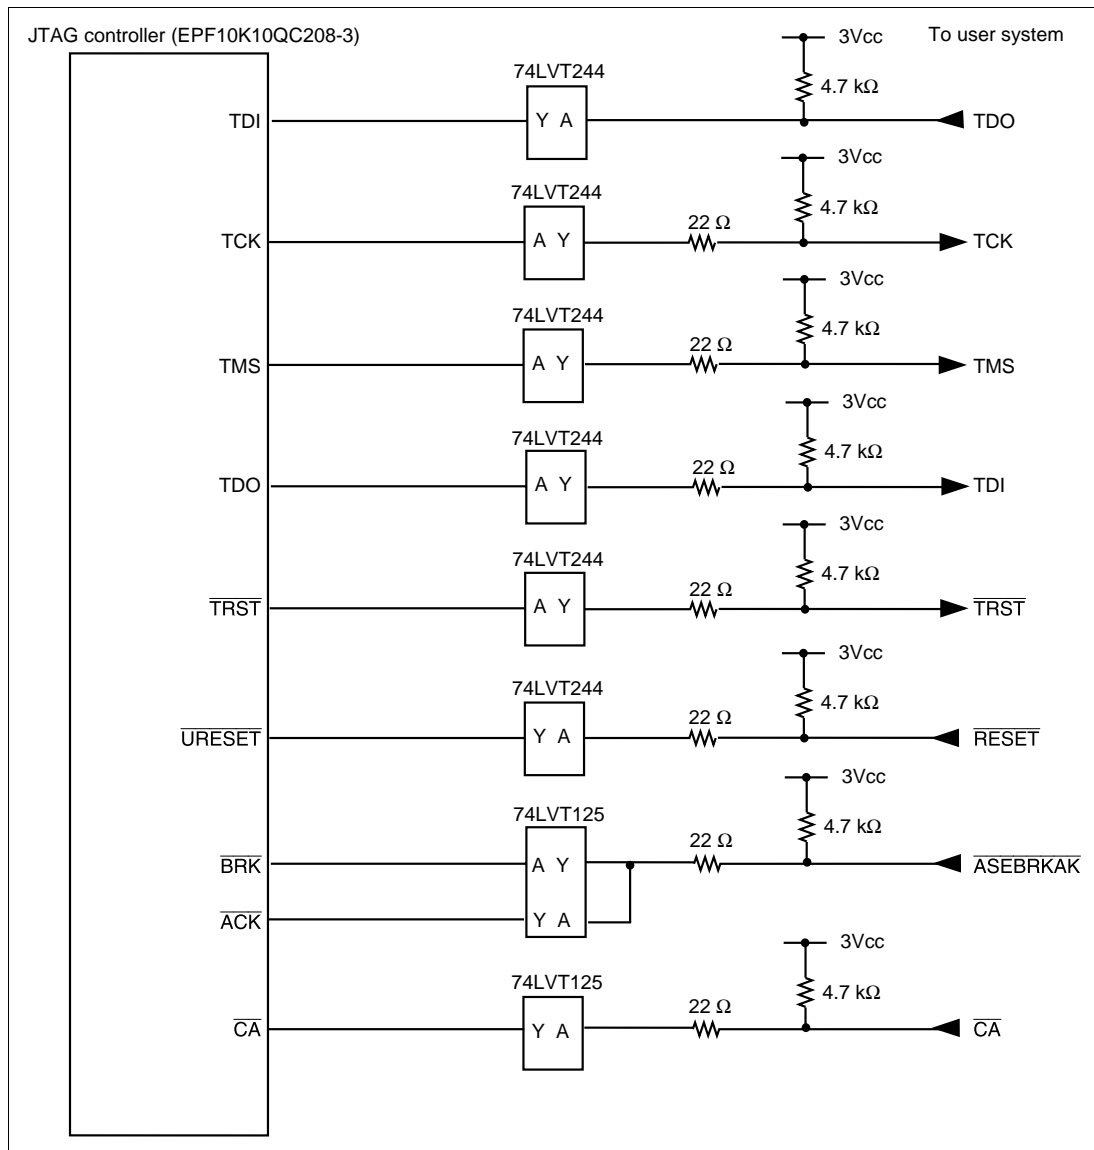 JTAG controller (EPF10K10QC208-3)
To user system
3Vcc
4.7 kΩ
74LVT244
TDI
Y A
TDO
3Vcc
4.7 kΩ
74LVT244
22 Ω
TCK
A Y
TCK
3Vcc
4.7 kΩ
74LVT244
22 Ω
TMS
A Y
TMS
3Vcc
4.7 kΩ
74LVT244
22 Ω
TDO
A Y
TDI
3Vcc
4.7 kΩ
74LVT244
22 Ω
TRST
A Y
TRST
3Vcc
4.7 kΩ
74LVT244
22 Ω
URESET
Y A
RESET
3Vcc
4.7 kΩ
74LVT125
22 Ω
BRK
A Y
ASEBRKAK
ACK
Y A
3Vcc
4.7 kΩ
74LVT125
22 Ω
CA
Y A
CA